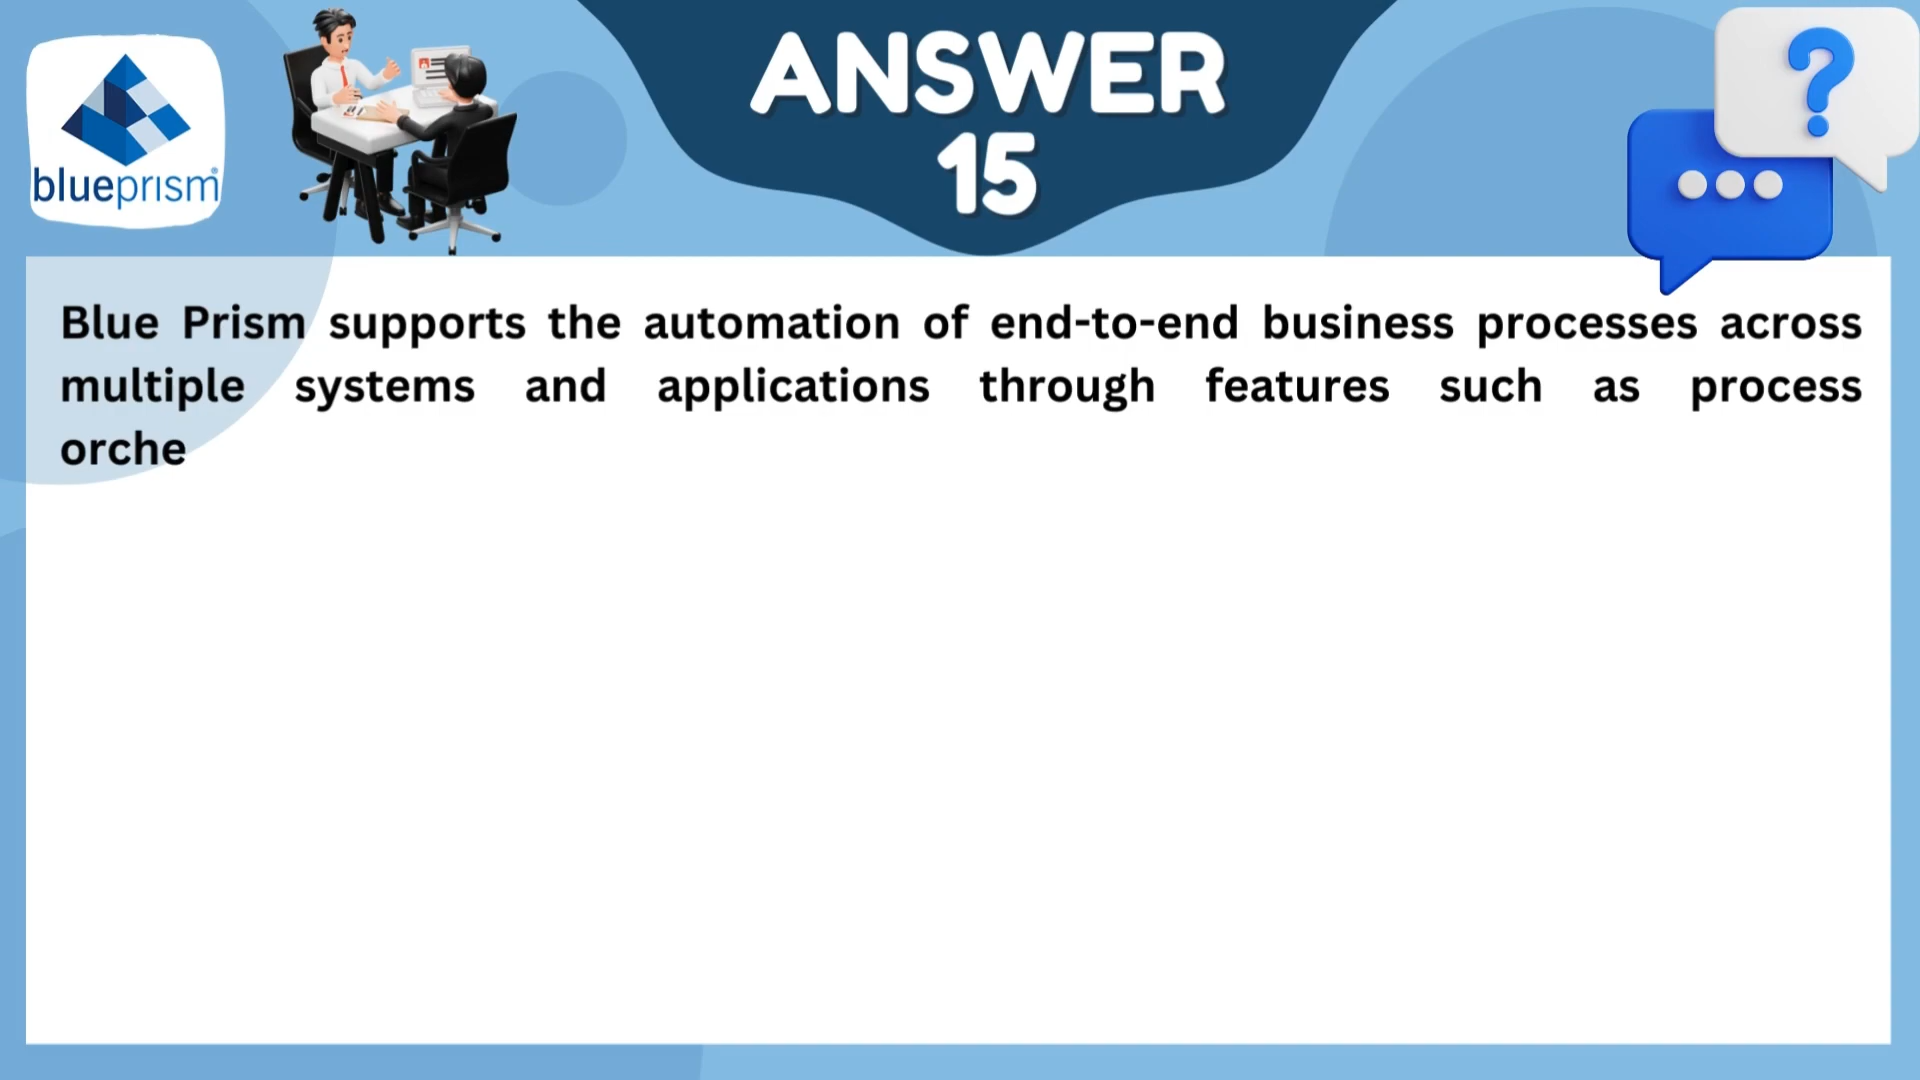 blueprism
ANSWER
15
?
Blue Prism supports the automation of end-to-end business processes across
multiple systems and applications through features such as process
orche